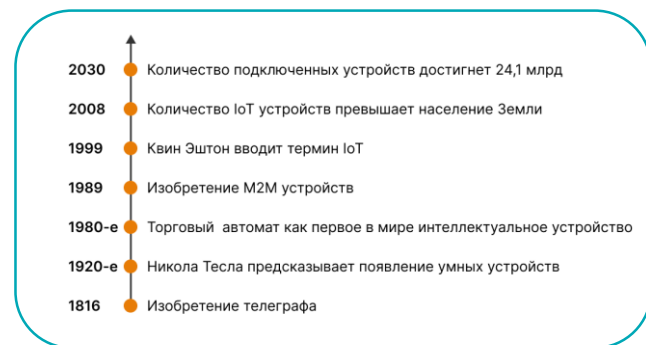 2030 Количество подключенных устройств достигнет 24,1 млрд
2008 Количество IoT устройств превышает население Земли
1999 Квин Эштон вводит термин IoT
1989 Изобретение M2M устройств
1980-е Торговый автомат как первое в мире интеллектуальное устройство
1920-е Никола Тесла предсказывает появление умных устройств
1816 Изобретение телеграфа